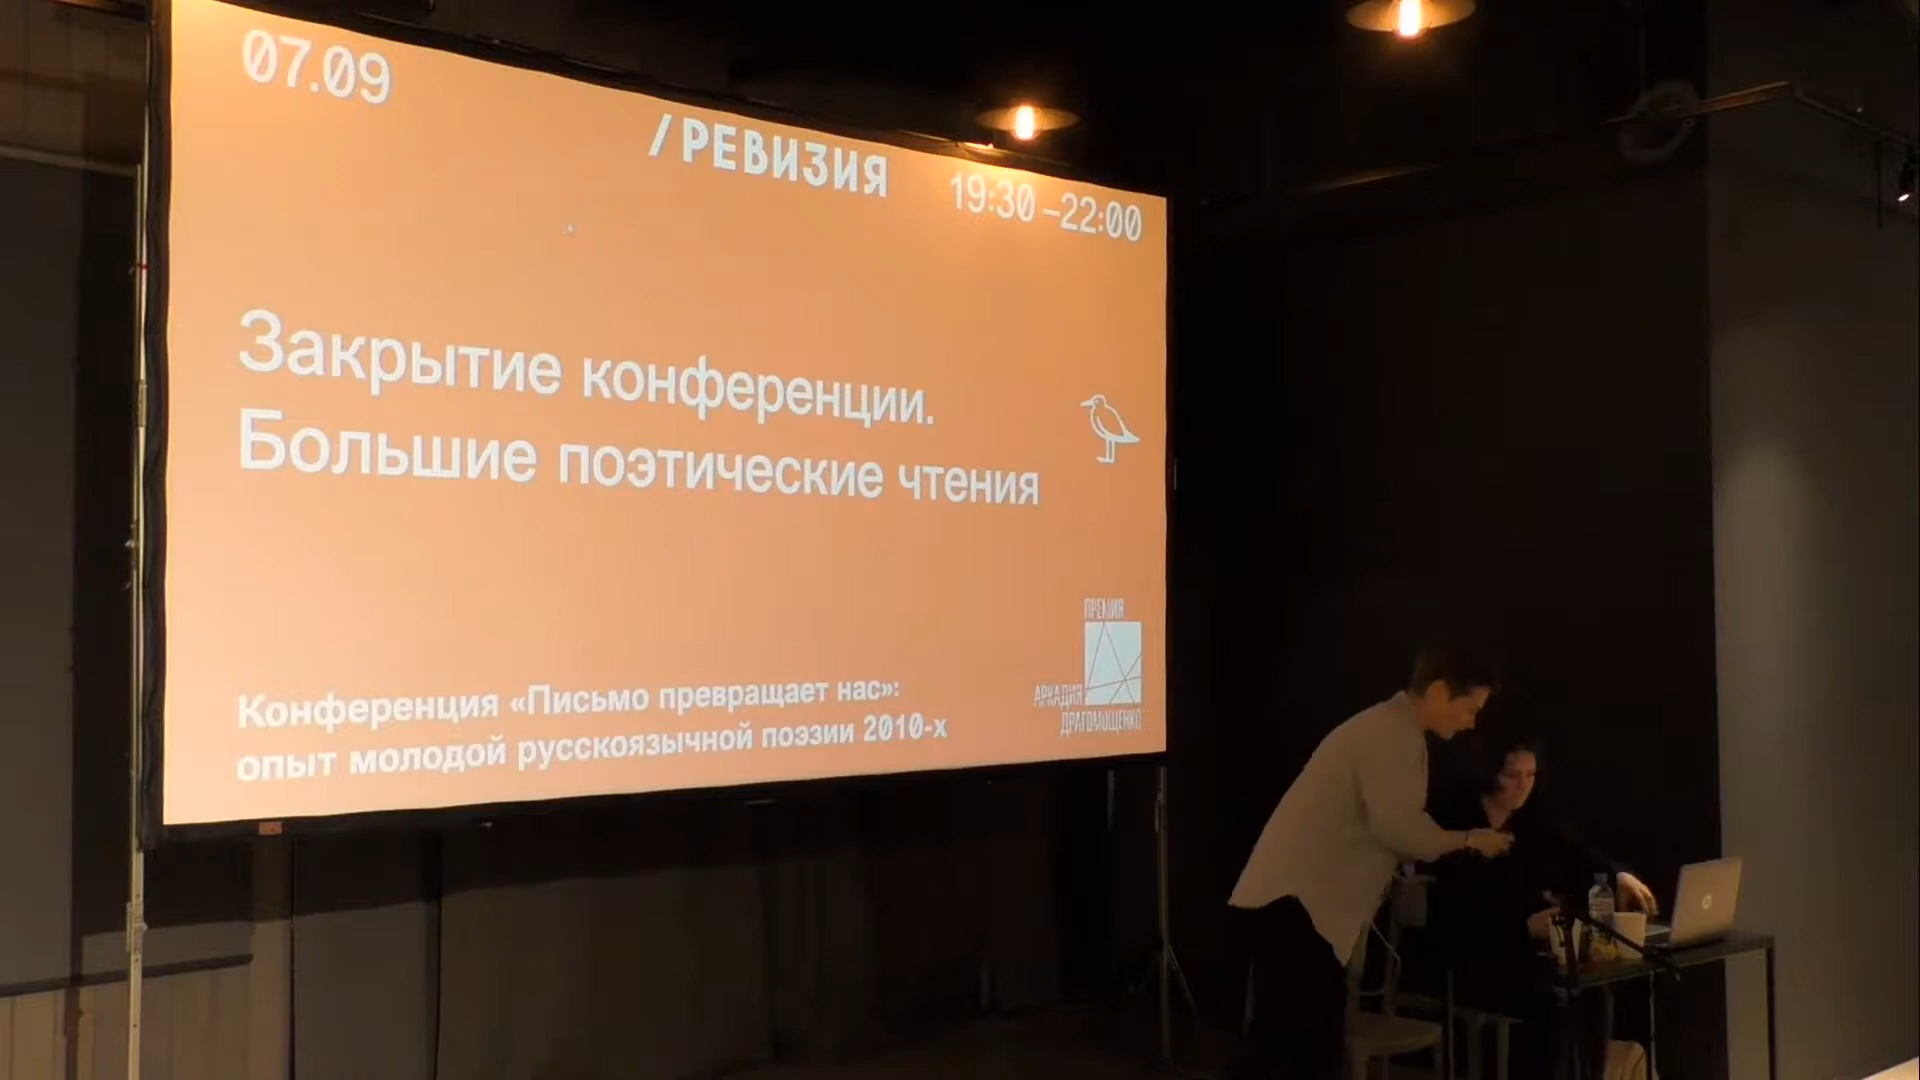 07.09
/РЕВИЗИЯ
19:30–22:00
Закрытие конференции.
Большие поэтические чтения
ПРЕМИЯ
АРКАДИЯ
ДРАГОМОЩЕНКО
Конференция «Письмо превращает нас»:
опыт молодой русскоязычной поэзии 2010-х